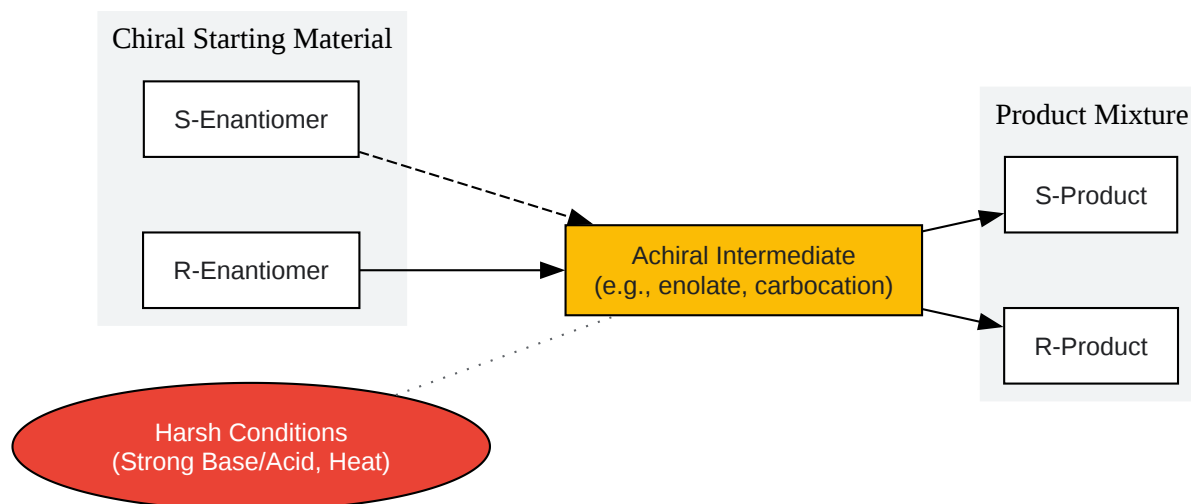 Chiral Starting Material
S-Enantiomer
R-Enantiomer
Harsh Conditions
(Strong Base/Acid, Heat)
Achiral Intermediate
(e.g., enolate, carbocation)
Product Mixture
S-Product
R-Product